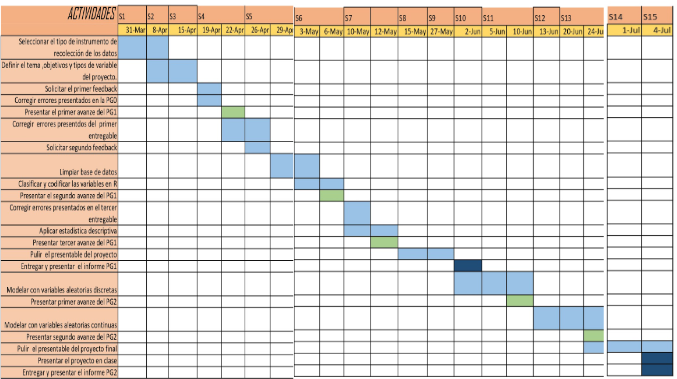 ACTIVIDADES
S1 S2 S3 S4 S5 S6 S7 S8 S9 S10 S11 S12 S13 S14 S15
31-Mar 8-Apr 15-Apr 19-Apr 22-Apr 26-Apr 29-Apr 3-May 6-May 10-May 12-May 15-May 27-May 2-Jun 5-Jun 10-Jun 13-Jun 20-Jun 24-Jun 1-Jul 4-Jul
Seleccionar el tipo de instrumento de
recolección de los datos
Definir el tema ,objetivos y tipos de variable
del proyecto.
Solicitar el primer feedback
Corregir errores presentados en la PG0
Presentar el primer avance del PG1
Corregir errores presentdos del primer
entregable
Solicitar segundo feedback
Limpiar base de datos
Clasificar y codificar las variables en R
Presentar el segundo avance del PG1
Corregir errores presentados en el tercer
entregable
Aplicar estadistica descriptiva
Presentar tercer avance del PG1
Pulir el presentable del proyecto
Entregar y presentar el informe PG1
Modelar con variables aleatorias discretas
Presentar primer avance del PG2
Modelar con variables aleatorias continuas
Presentar segundo avance del PG2
Pulir el presentable del proyecto final
Presentar el proyecto en clase
Entregar y presentar el informe PG2